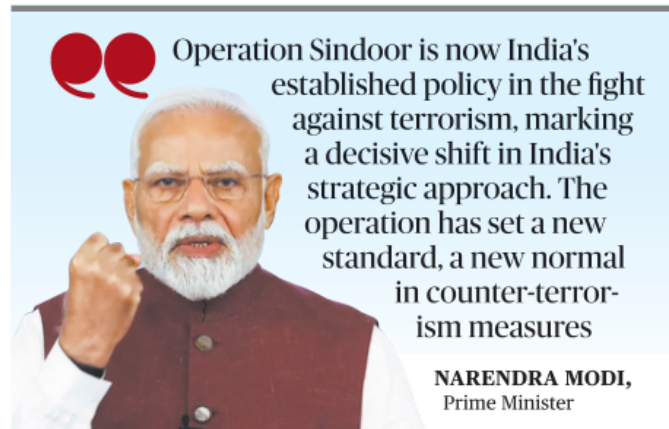 Operation Sindoor is now India's
established policy in the fight
against terrorism, marking
a decisive shift in India's
strategic approach. The
operation has set a new
standard, a new normal
in counter-terror-
ism measures
NARENDRA MODI,
Prime Minister